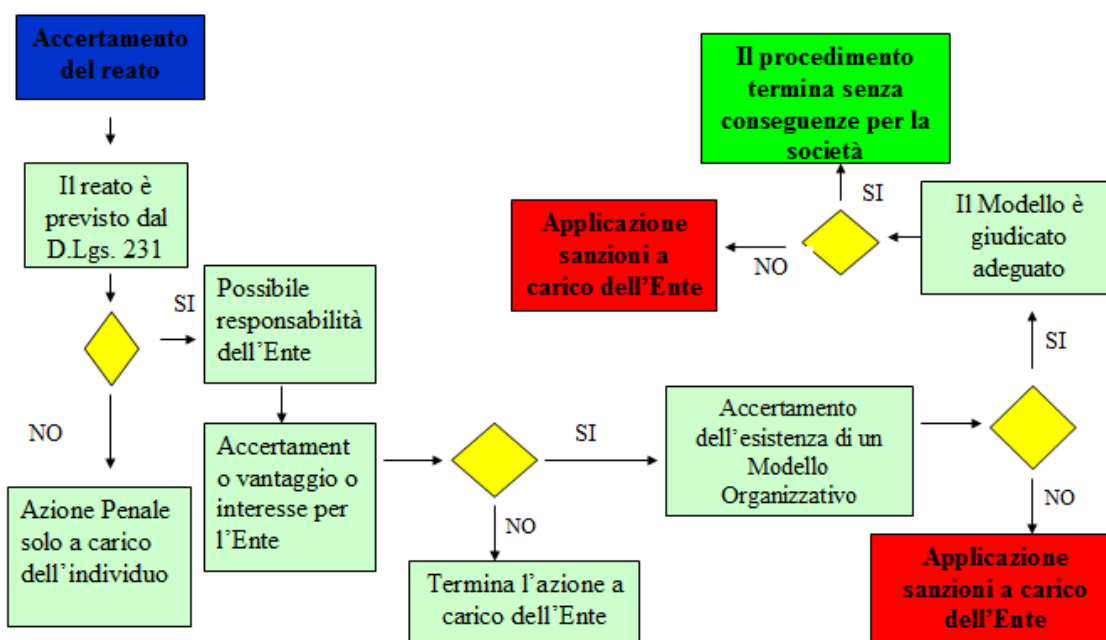 Accertamento
del reato
Il reato è
previsto dal
D.Lgs. 231
SI
NO
Azione Penale
solo a carico
dell'individuo
Possibile
responsabilità
dell'Ente
Accertament
o vantaggio o
interesse per
l'Ente
SI
NO
Termina l'azione a
carico dell'Ente
Accertamento
dell'esistenza di un
Modello
Organizzativo
SI
NO
Applicazione
sanzioni a carico
dell'Ente
Il Modello è
giudicato
adeguato
SI
NO
Il procedimento
termina senza
conseguenze per la
società
Applicazione
sanzioni a
carico dell'Ente